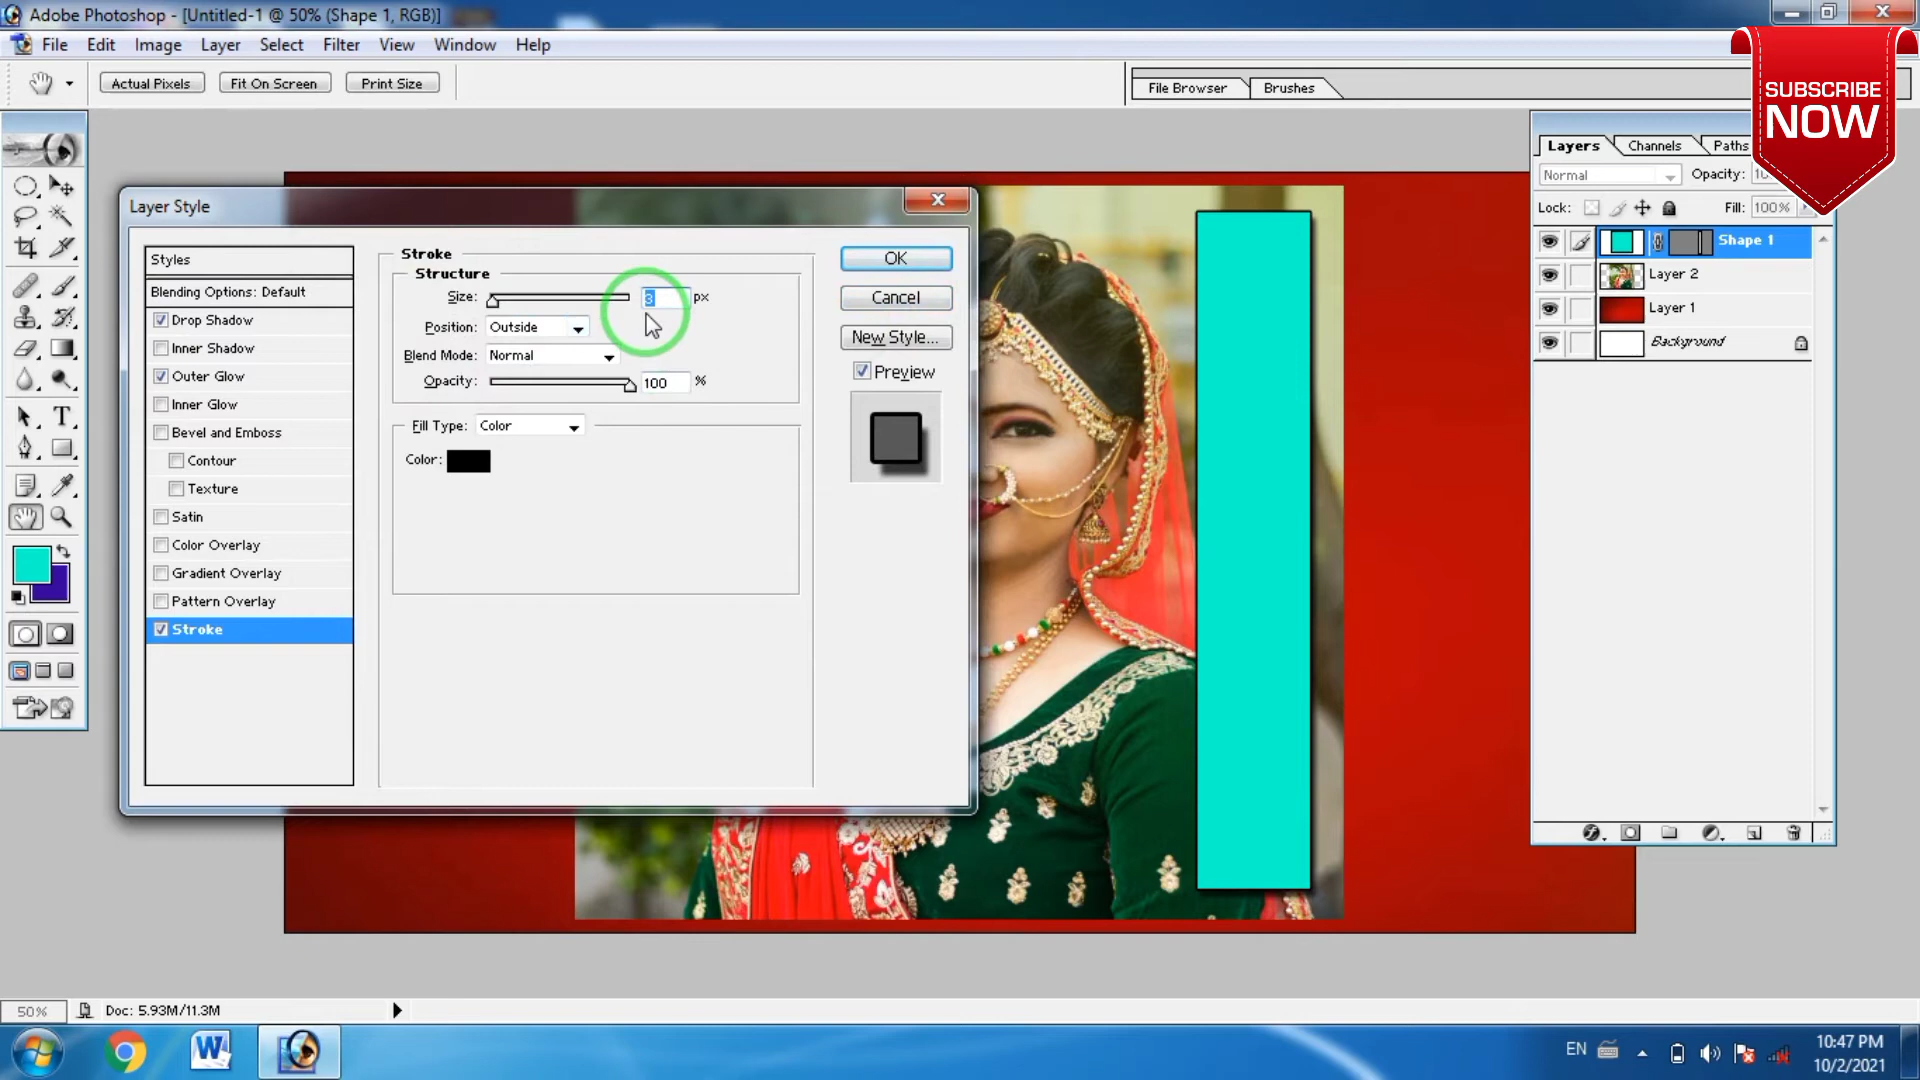 Adobe Photoshop - [Untitled-1 @ 50% (Shape 1, RGB)]
File Edit Image Layer Select Filter View Window Help
Actual Pixels Fit On Screen Print Size
File Browser Brushes
SUBSCRIBE
NOW
Layers Channels Paths
Normal Opacity:
Lock: Fill: 100%
Shape 1
Layer 2
Layer 1
Background
Layer Style
Styles
Blending Options: Default
Drop Shadow
Inner Shadow
Outer Glow
Inner Glow
Bevel and Emboss
Contour
Texture
Satin
Color Overlay
Gradient Overlay
Pattern Overlay
Stroke
Stroke
Structure
Size: 3 px
Position: Outside
Blend Mode: Normal
Opacity: 100 %
Fill Type: Color
Color:
OK
Cancel
New Style...
Preview
T
50% Doc: 5.93M/11.3M
W
EN
10:47 PM
10/2/2021